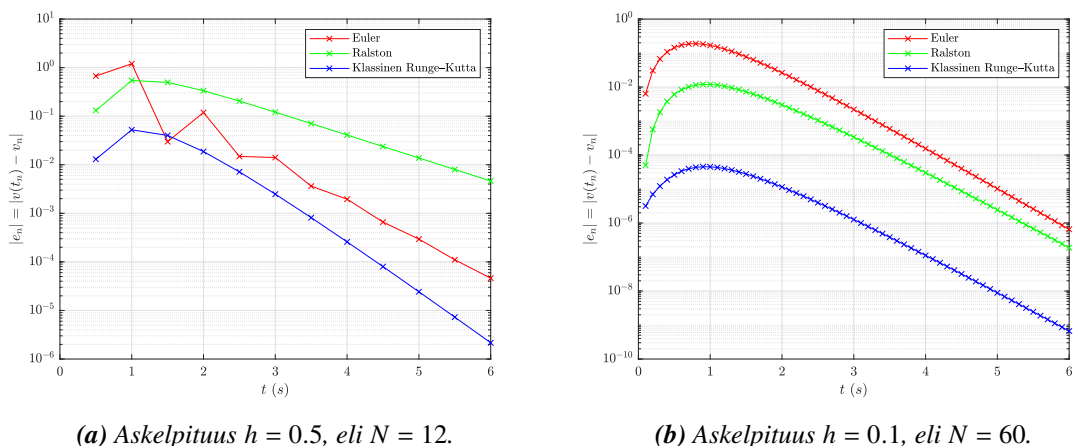 10^1
10^0
10^-1
10^-2
10^-3
10^-4
10^-5
10^-6
|e_n| = |v(t_n) − v_n|
0 1 2 3 4 5 6
t (s)
Euler
Ralston
Klassinen Runge–Kutta
(a) Askelpituus h = 0.5, eli N = 12.
10^0
10^-2
10^-4
10^-6
10^-8
10^-10
|e_n| = |v(t_n) − v_n|
0 1 2 3 4 5 6
t (s)
Euler
Ralston
Klassinen Runge–Kutta
(b) Askelpituus h = 0.1, eli N = 60.